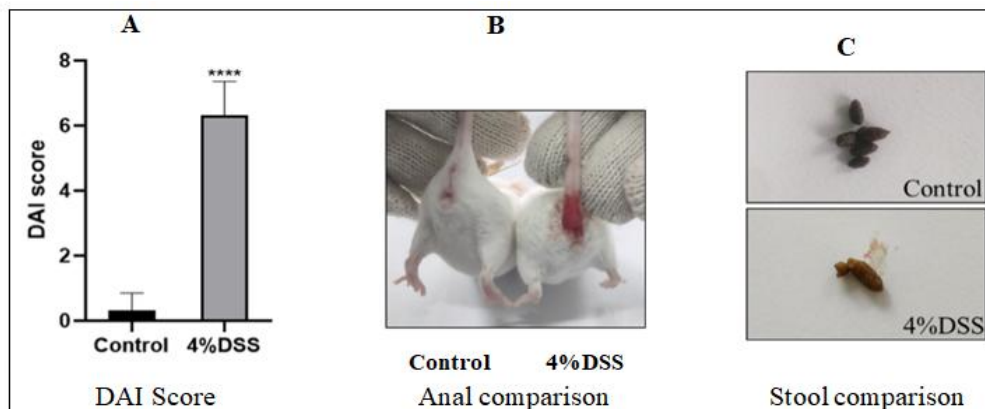 A
B
C
8
6
4
2
0
DAI score
****
Control
4%DSS
DAI Score
Control
4%DSS
Anal comparison
Control
4%DSS
Stool comparison